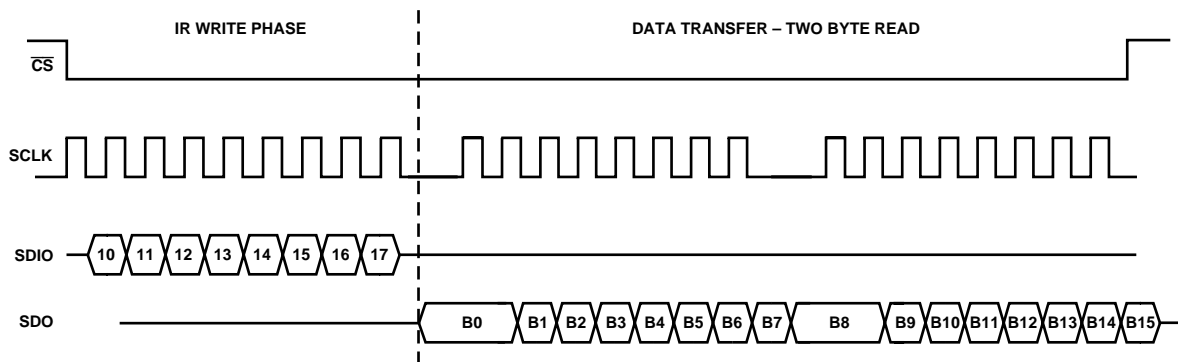 IR WRITE PHASE DATA TRANSFER – TWO BYTE READ
CS
SCLK
SDIO 10 11 12 13 14 15 16 17
SDO B0 B1 B2 B3 B4 B5 B6 B7 B8 B9 B10 B11 B12 B13 B14 B15